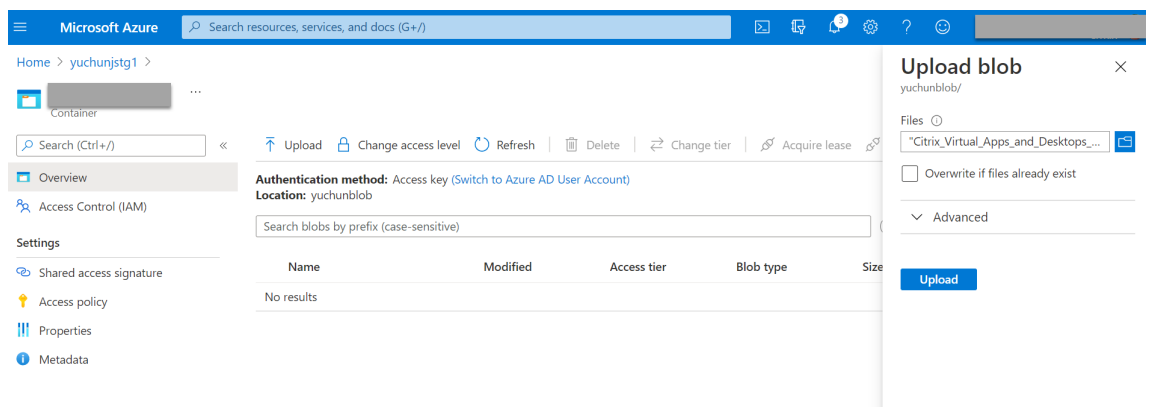 Microsoft Azure
Search resources, services, and docs (G+/)
3
Home > yuchunjstg1 >
...
Container
Search (Ctrl+/)
«
Overview
Access Control (IAM)
Settings
Shared access signature
Access policy
Properties
Metadata
Upload
Change access level
Refresh
Delete
Change tier
Acquire lease
Authentication method: Access key (Switch to Azure AD User Account)
Location: yuchunblob
Search blobs by prefix (case-sensitive)
Name Modified Access tier Blob type Size
No results
Upload blob
yuchunblob/
Files
"Citrix_Virtual_Apps_and_Desktops_...
Overwrite if files already exist
Advanced
Upload